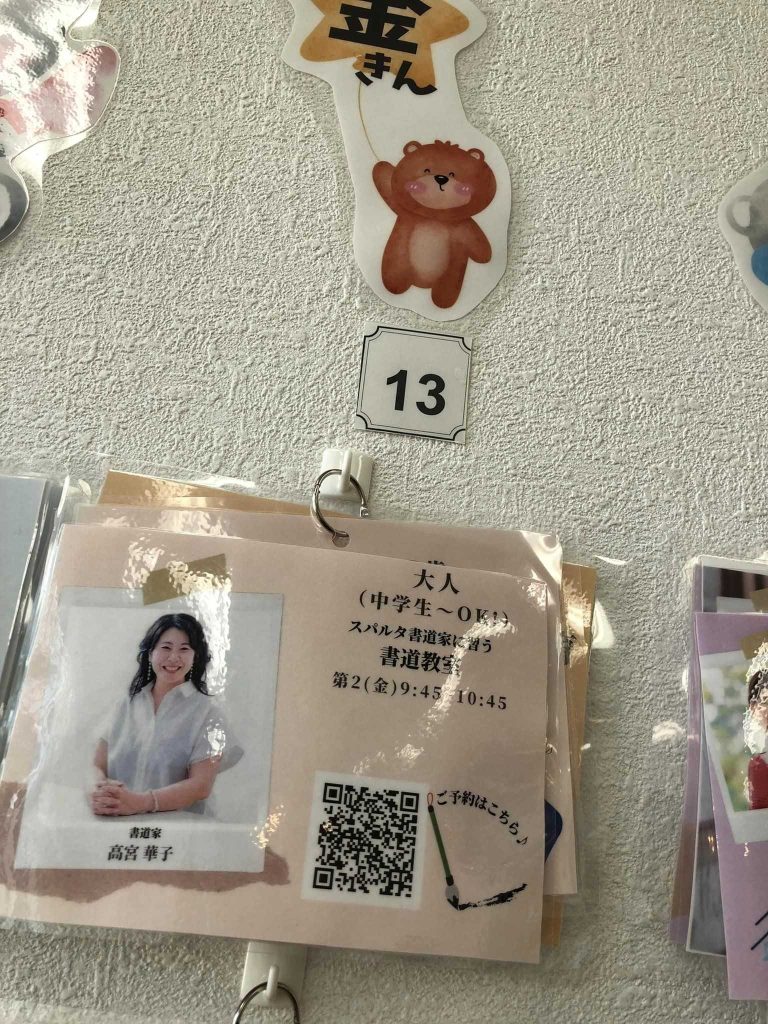 金
きん
13
大人
(中学生～OK!)
スパルタ書道家に習う
書道教室
第2(金)9:45~10:45
ご予約はこちら♪
書道家
高宮 華子